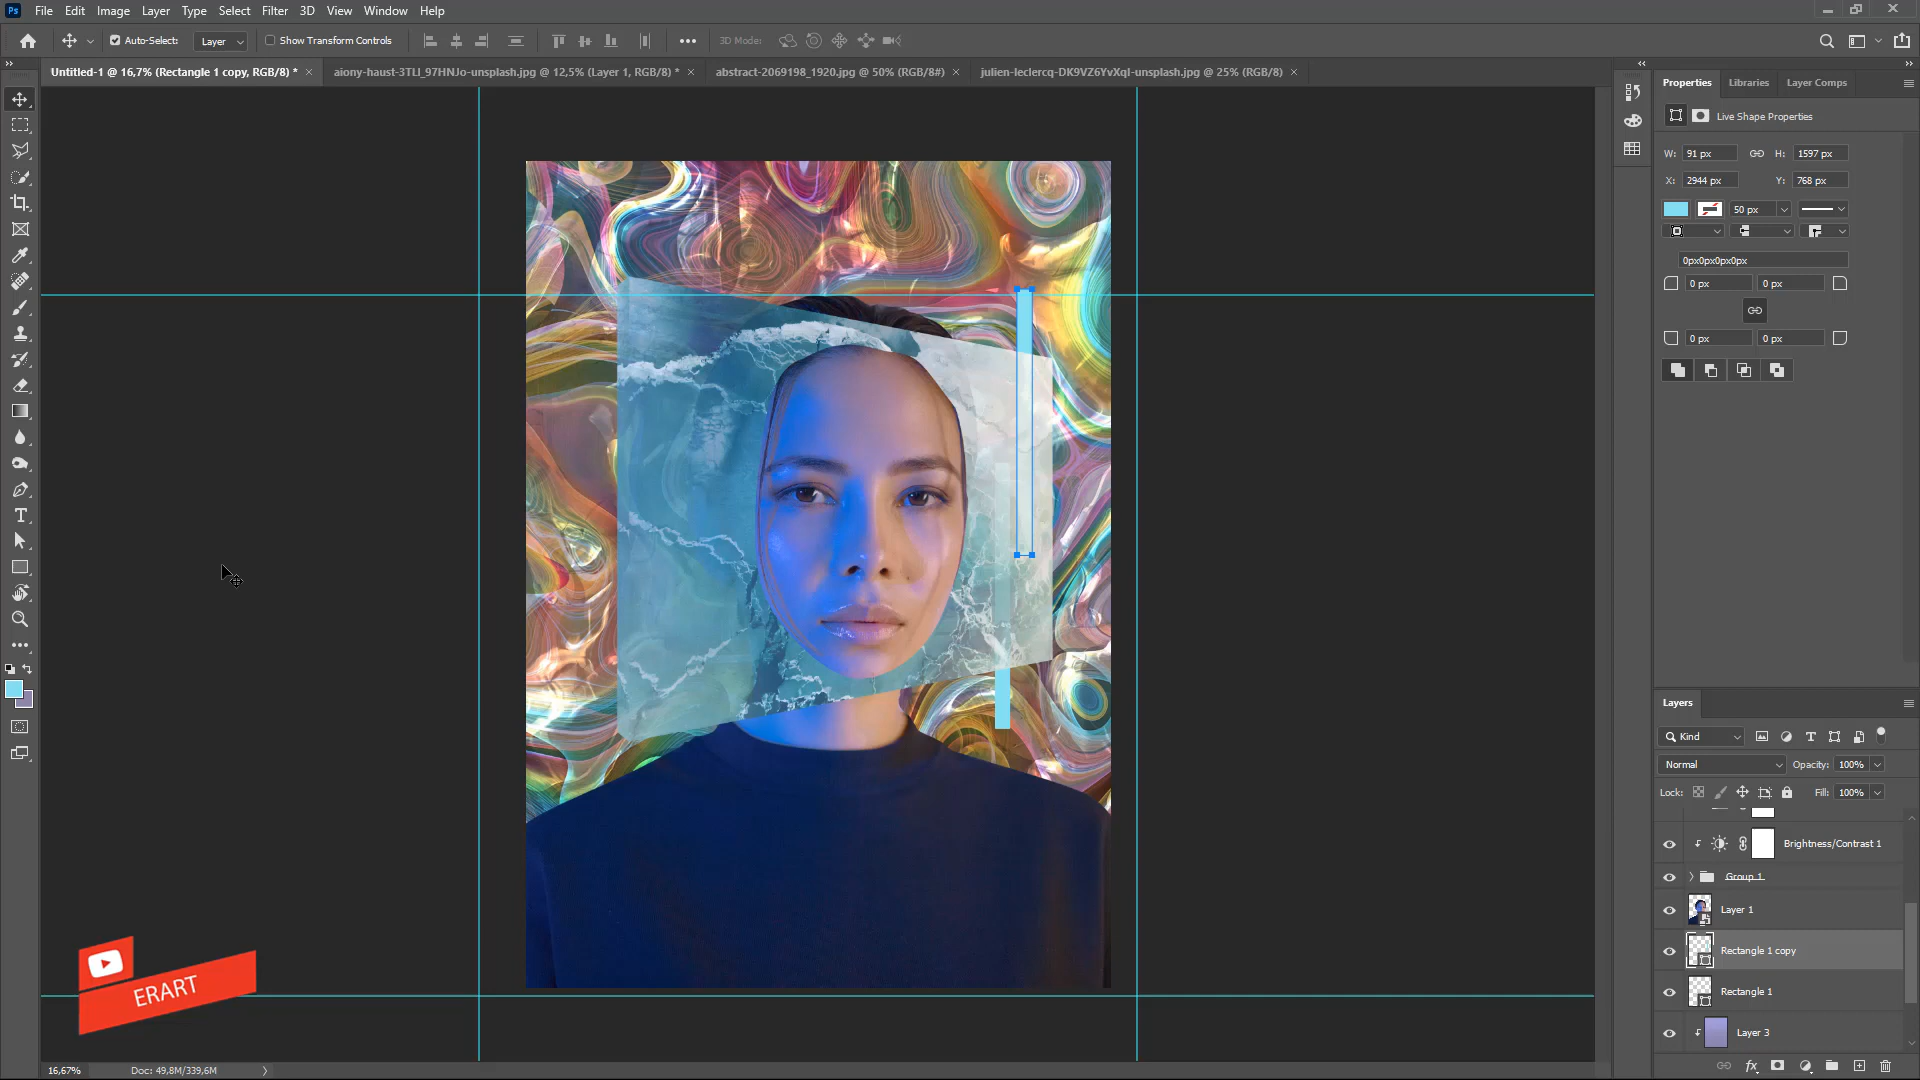 Ps File Edit Image Layer Type Select Filter 3D View Window Help
Auto-Select: Layer Show Transform Controls 3D Mode:
Untitled-1 @ 16,7% (Rectangle 1 copy, RGB/8) * aiony-haust-3TLl_97HNJo-unsplash.jpg @ 12,5% (Layer 1, RGB/8) * abstract-2069198_1920.jpg @ 50% (RGB/8#) julien-leclercq-DK9VZ6YvXqI-unsplash.jpg @ 25% (RGB/8)
Properties Libraries Layer Comps
Live Shape Properties
W: 91 px H: 1597 px
X: 2944 px Y: 768 px
50 px
0px0px0px0px
0 px 0 px
0 px 0 px
Layers
Kind
Normal Opacity: 100%
Lock: Fill: 100%
Brightness/Contrast 1
Group 1
Layer 1
Rectangle 1 copy
Rectangle 1
Layer 3
fx
ERART
16,67% Doc: 49,8M/339,6M